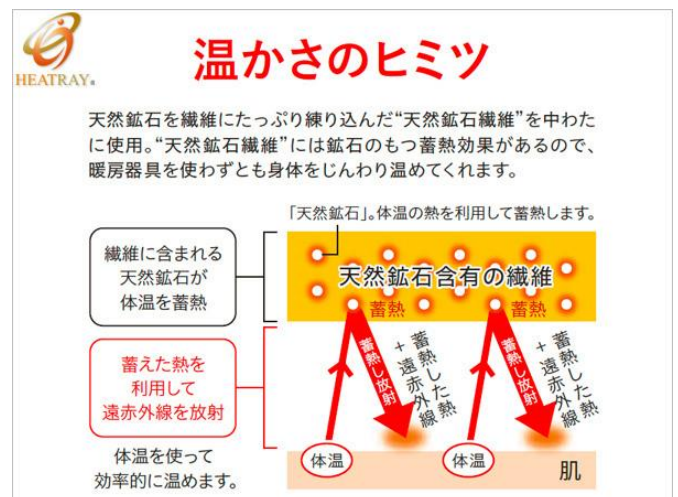 HEATRAY®
温かさのヒミツ
天然鉱石を繊維にたっぷり練り込んだ“天然鉱石繊維”を中わた
に使用。“天然鉱石繊維”には鉱石のもつ蓄熱効果があるので、
暖房器具を使わずとも身体をじんわり温めてくれます。
「天然鉱石」。体温の熱を利用して蓄熱します。
繊維に含まれる
天然鉱石が
体温を蓄熱
天然鉱石含有の繊維
蓄熱
蓄熱
蓄えた熱を
利用して
遠赤外線を放射
蓄熱し放射
蓄熱した熱
+遠赤外線
蓄熱し放射
蓄熱した熱
+遠赤外線
体温を使って
効率的に温めます。
体温
体温
肌